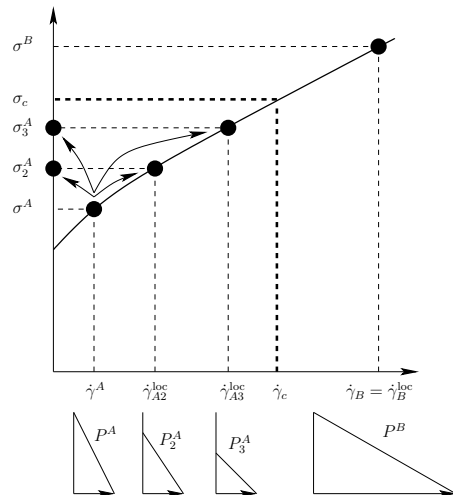 σ^B
σ_c
σ_3^A
σ_2^A
σ^A
γ̇^A γ̇_{A2}^{loc} γ̇_{A3}^{loc} γ̇_c γ̇_B = γ̇_B^{loc}
P^A P_2^A P_3^A P^B